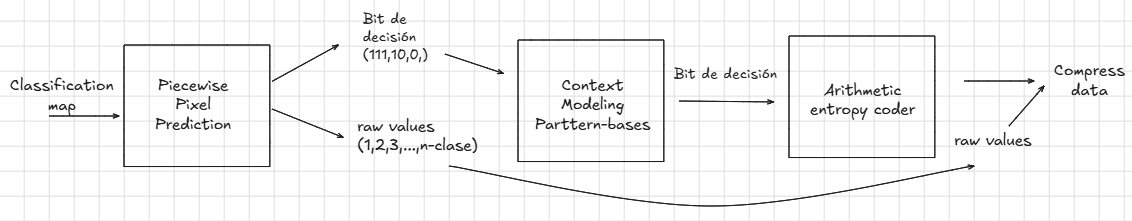 Classification
map
Piecewise
Pixel
Prediction
Bit de
decisión
(111,10,0,)
raw values
(1,2,3,...,n-clase)
Context
Modeling
Parttern-bases
Bit de decisión
Arithmetic
entropy coder
raw values
Compress
data